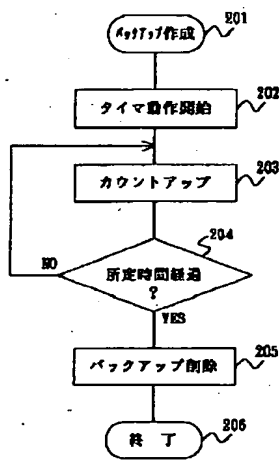 バックアップ作成
201
タイマ動作開始
202
カウントアップ
203
204
所定時間経過
?
NO
YES
バックアップ削除
205
終 了
206